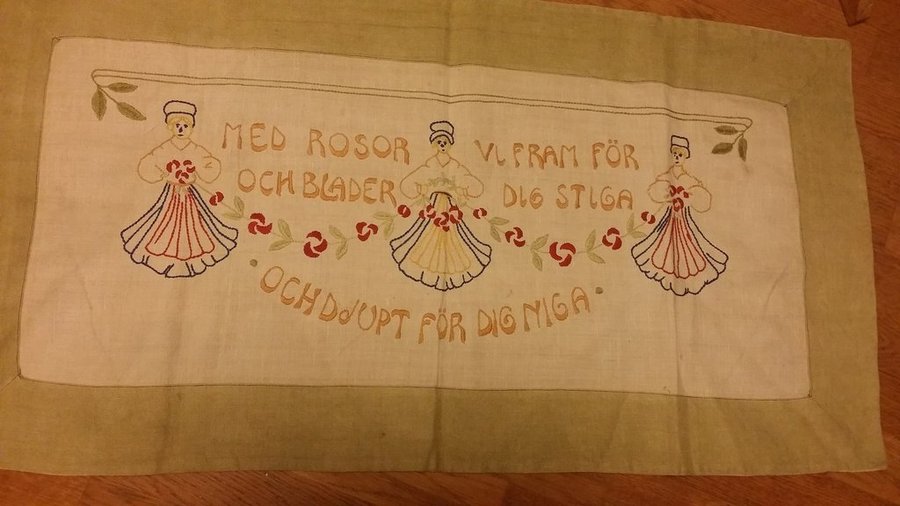 MED ROSOR VI FRAM FÖR
OCH BLADER DIG STIGA
OCH DJUPT FÖR DIG NIGA